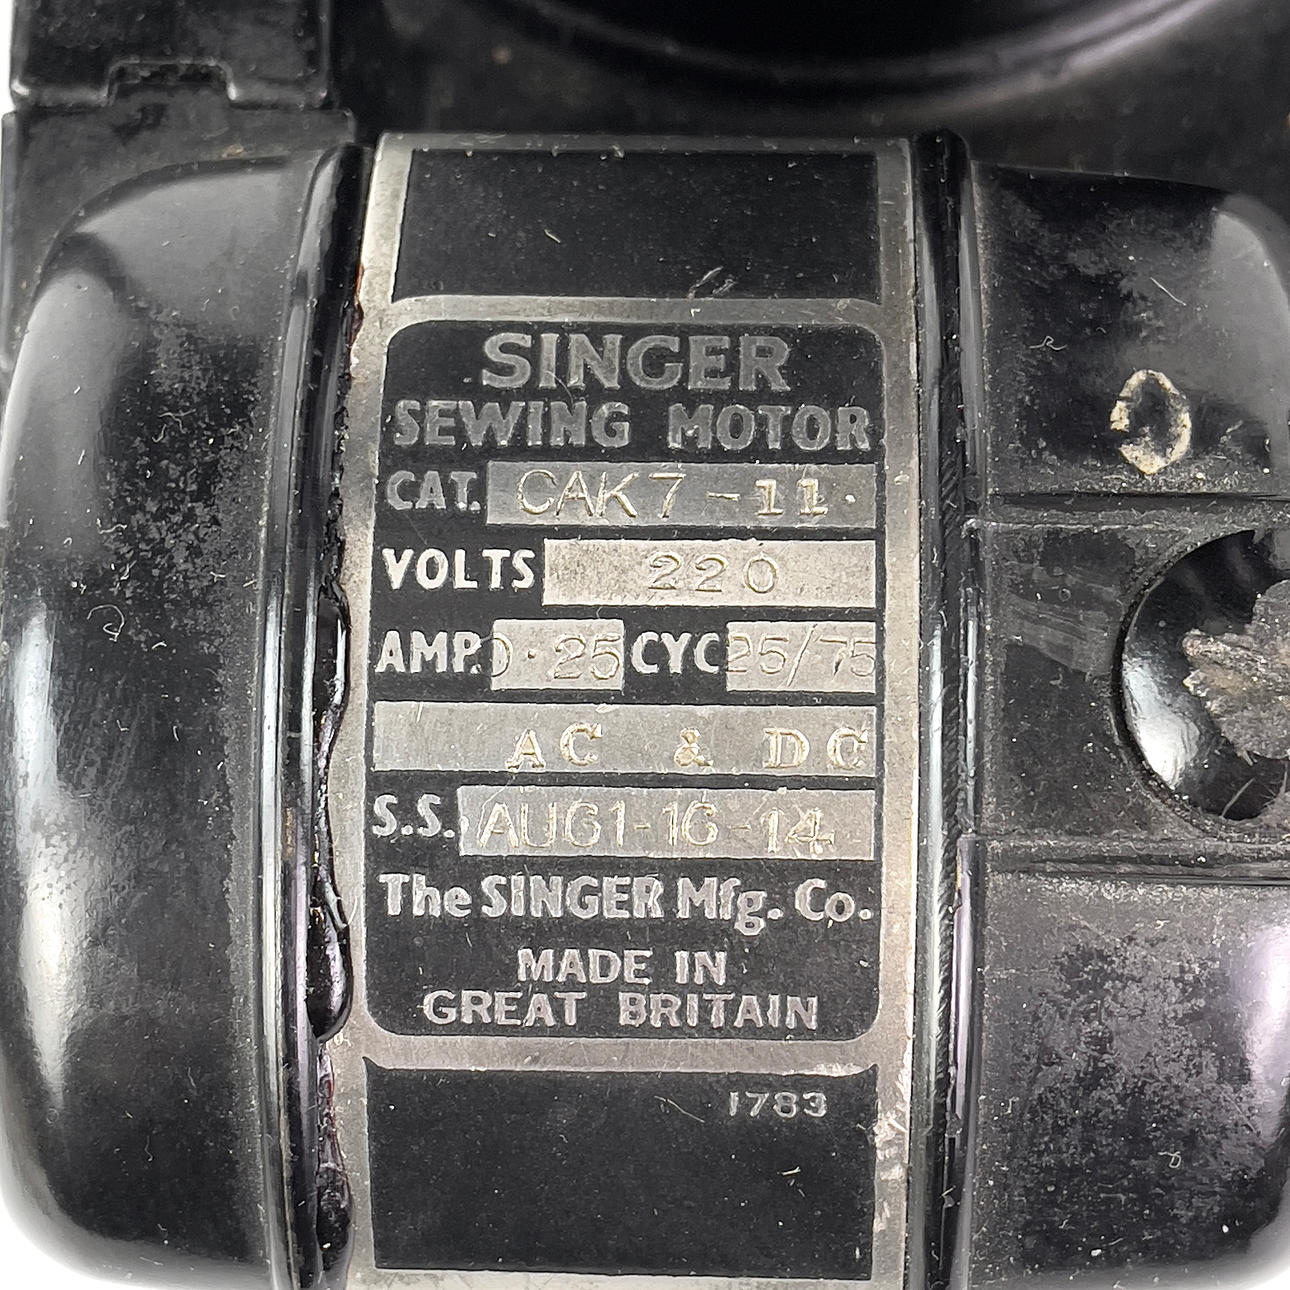 SINGER
SEWING MOTOR
CAT. CAK7-11.
VOLTS 220
AMP. 0.25 CYC 25/75
AC & DC
S.S. AUG1-16-14
The SINGER Mfg. Co.
MADE IN
GREAT BRITAIN
1783